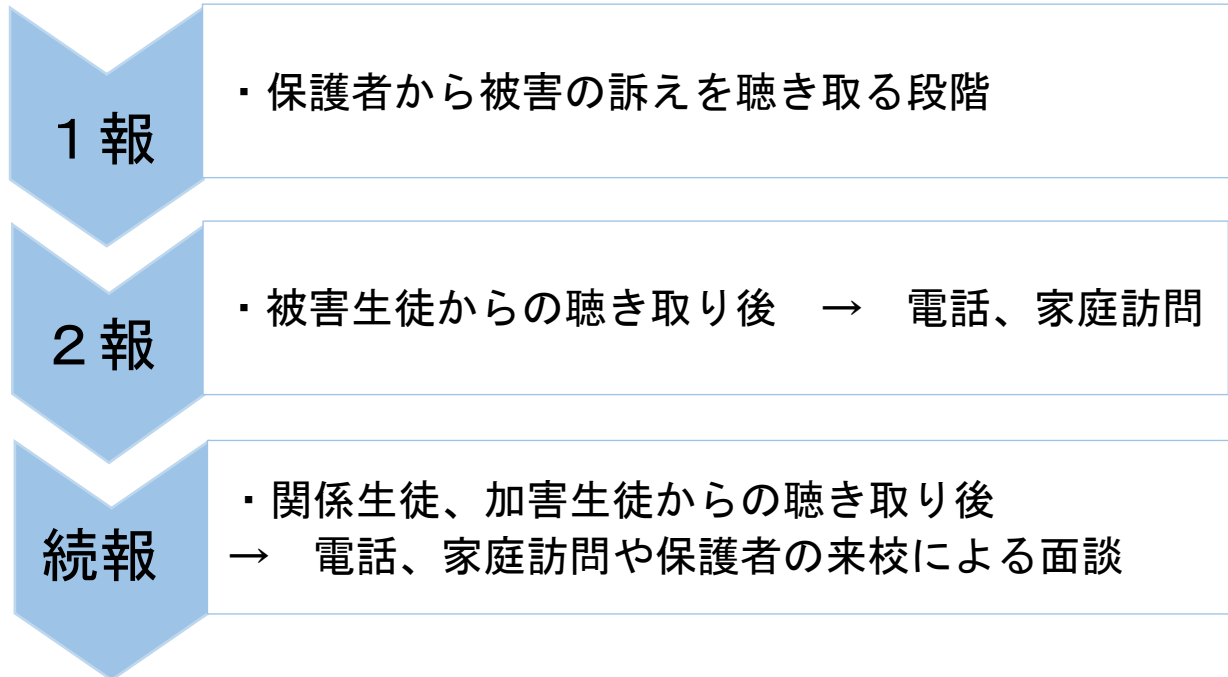 1報
・保護者から被害の訴えを聴き取る段階
2報
・被害生徒からの聴き取り後　→　電話、家庭訪問
続報
・関係生徒、加害生徒からの聴き取り後
→　電話、家庭訪問や保護者の来校による面談